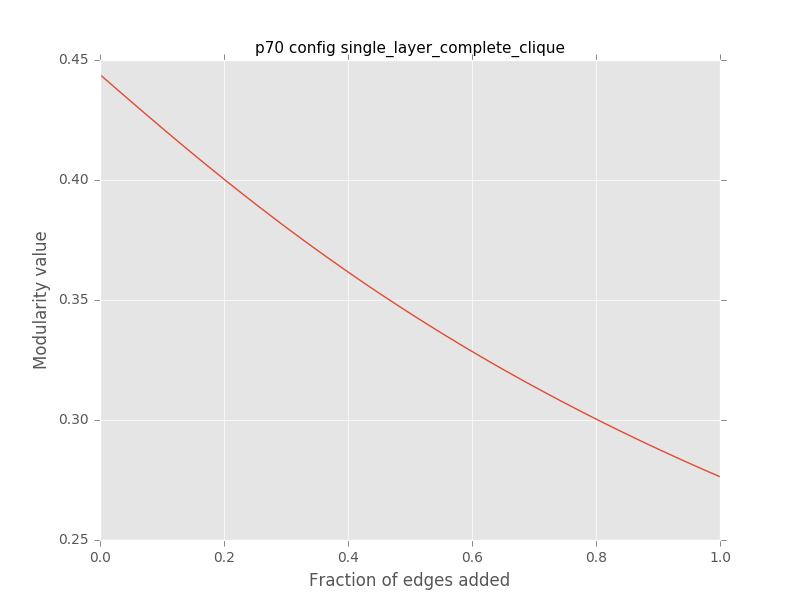 p70 config single_layer_complete_clique
0.45
0.40
0.35
0.30
0.25
Modularity value
0.0 0.2 0.4 0.6 0.8 1.0
Fraction of edges added